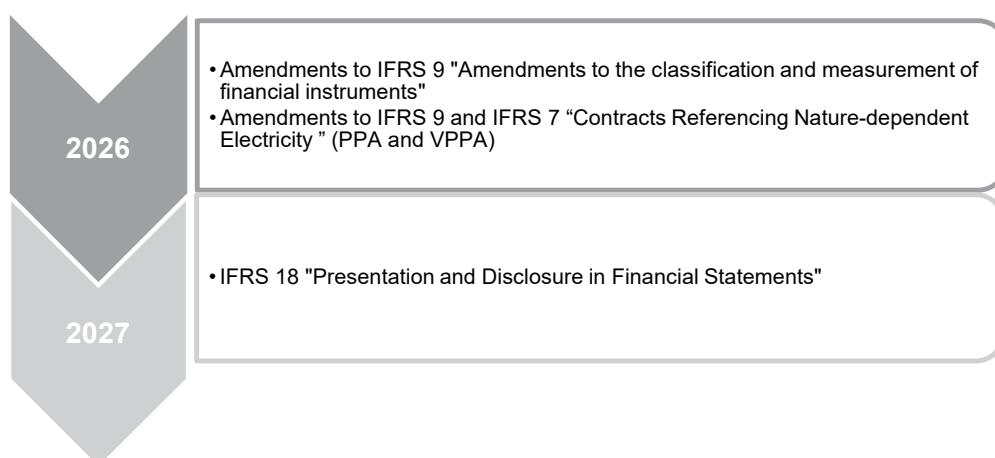 2026
• Amendments to IFRS 9 "Amendments to the classification and measurement of
financial instruments"
• Amendments to IFRS 9 and IFRS 7 “Contracts Referencing Nature-dependent
Electricity ” (PPA and VPPA)
2027
• IFRS 18 "Presentation and Disclosure in Financial Statements"